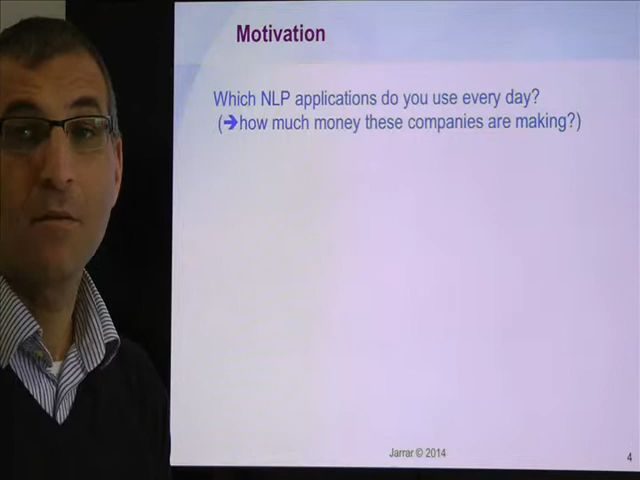 Motivation
Which NLP applications do you use every day?
(➔how much money these companies are making?)
Jarrar © 2014
4